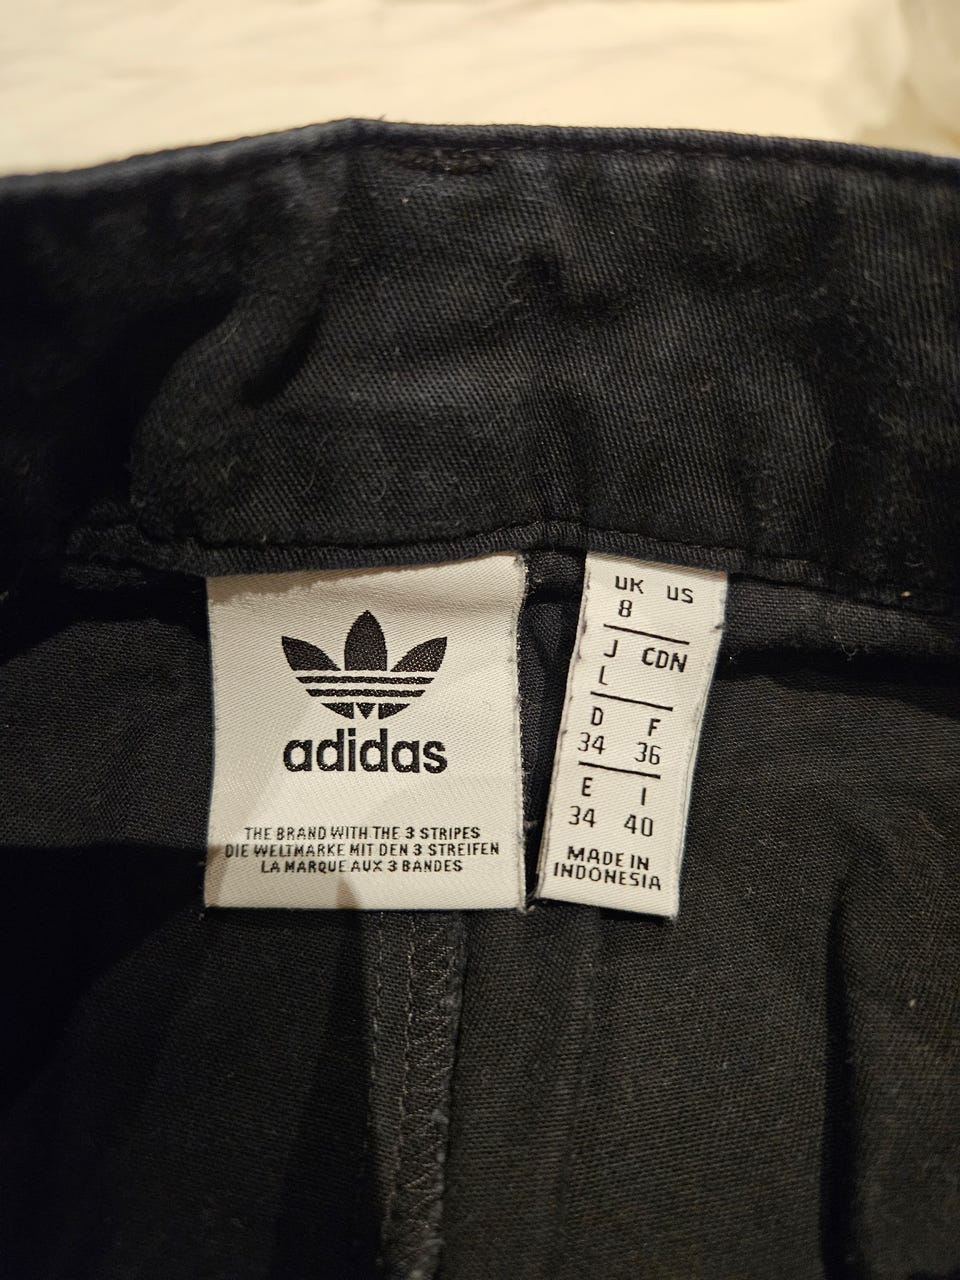 adidas
THE BRAND WITH THE 3 STRIPES
DIE WELTMARKE MIT DEN 3 STREIFEN
LA MARQUE AUX 3 BANDES
UK US
8
J CDN
L
D F
34 36
E I
34 40
MADE IN
INDONESIA